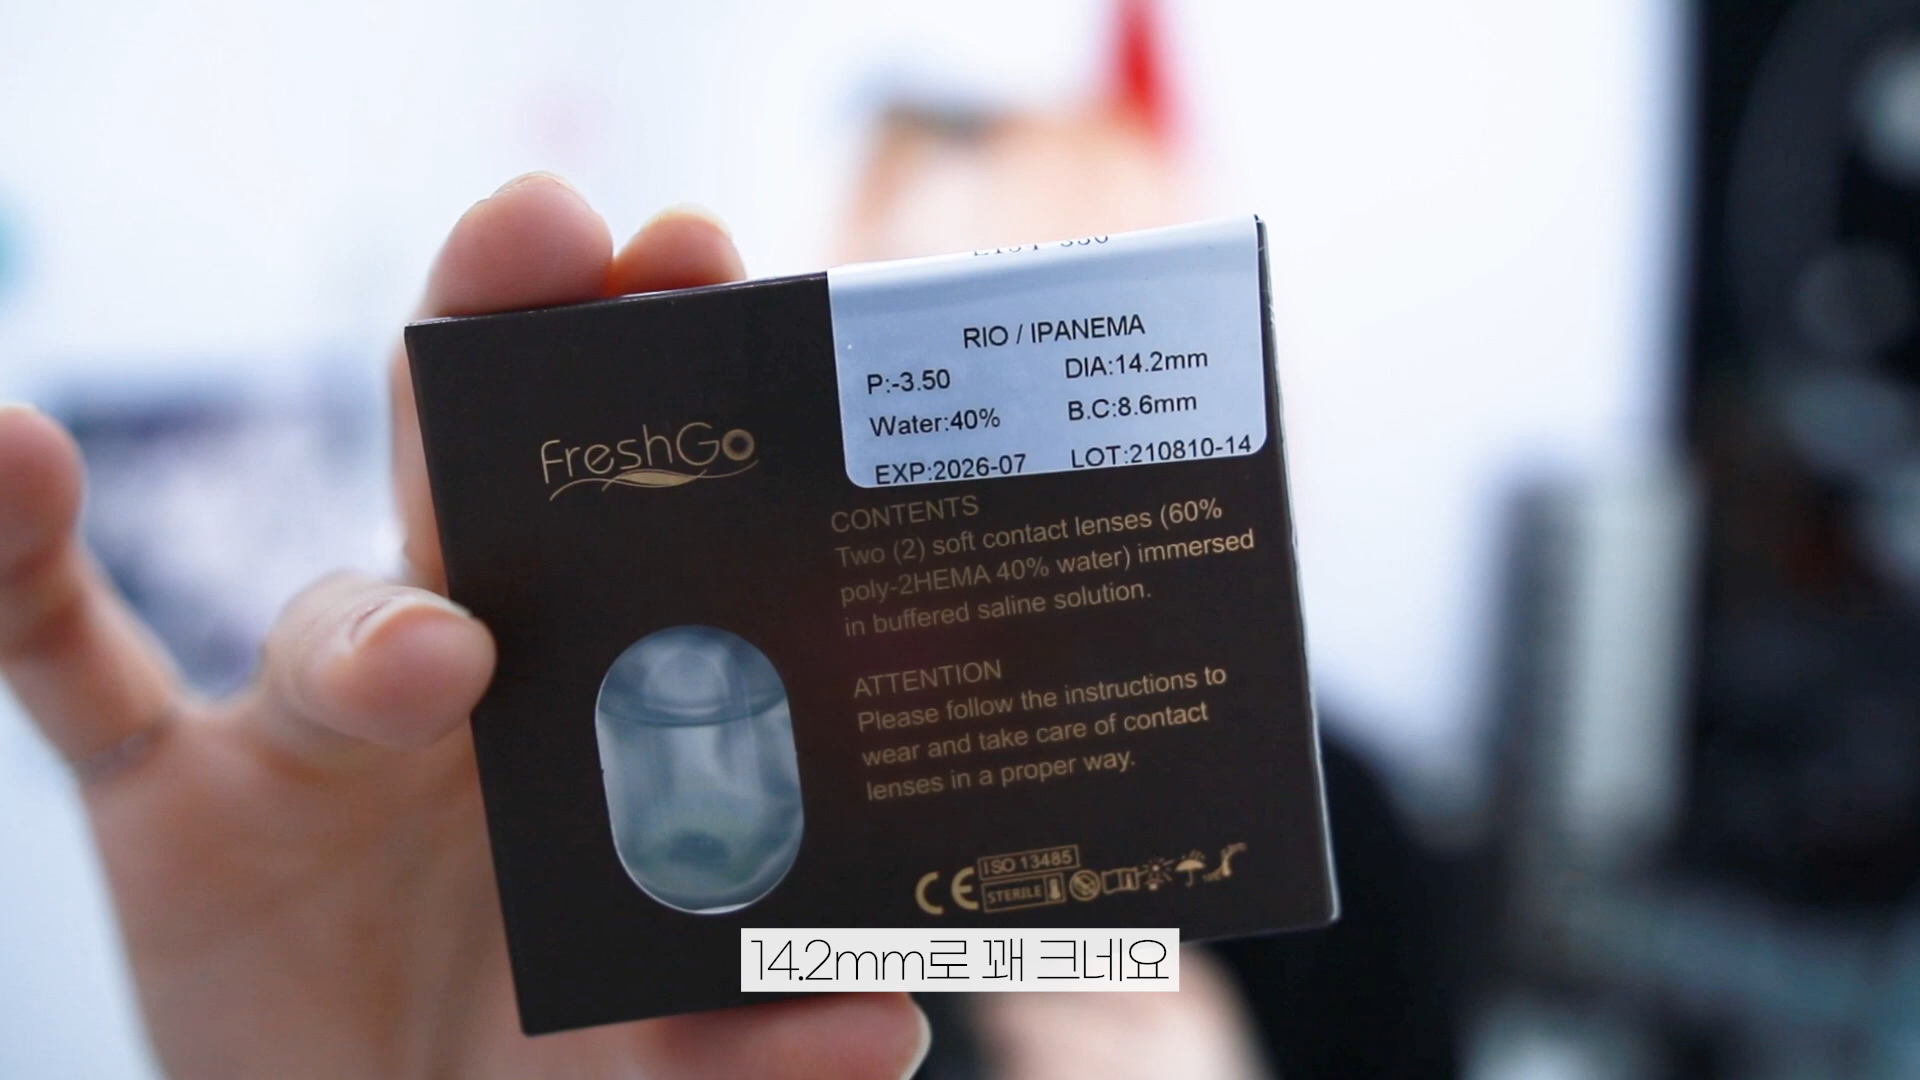 RIO / IPANEMA
P:-3.50 DIA:14.2mm
Water:40% B.C:8.6mm
EXP:2026-07 LOT:210810-14
FreshGo
CONTENTS
Two (2) soft contact lenses (60%
poly-2HEMA 40% water) immersed
in buffered saline solution.
ATTENTION
Please follow the instructions to
wear and take care of contact
lenses in a proper way.
CE
ISO 13485
STERILE
14.2mm로 꽤 크네요